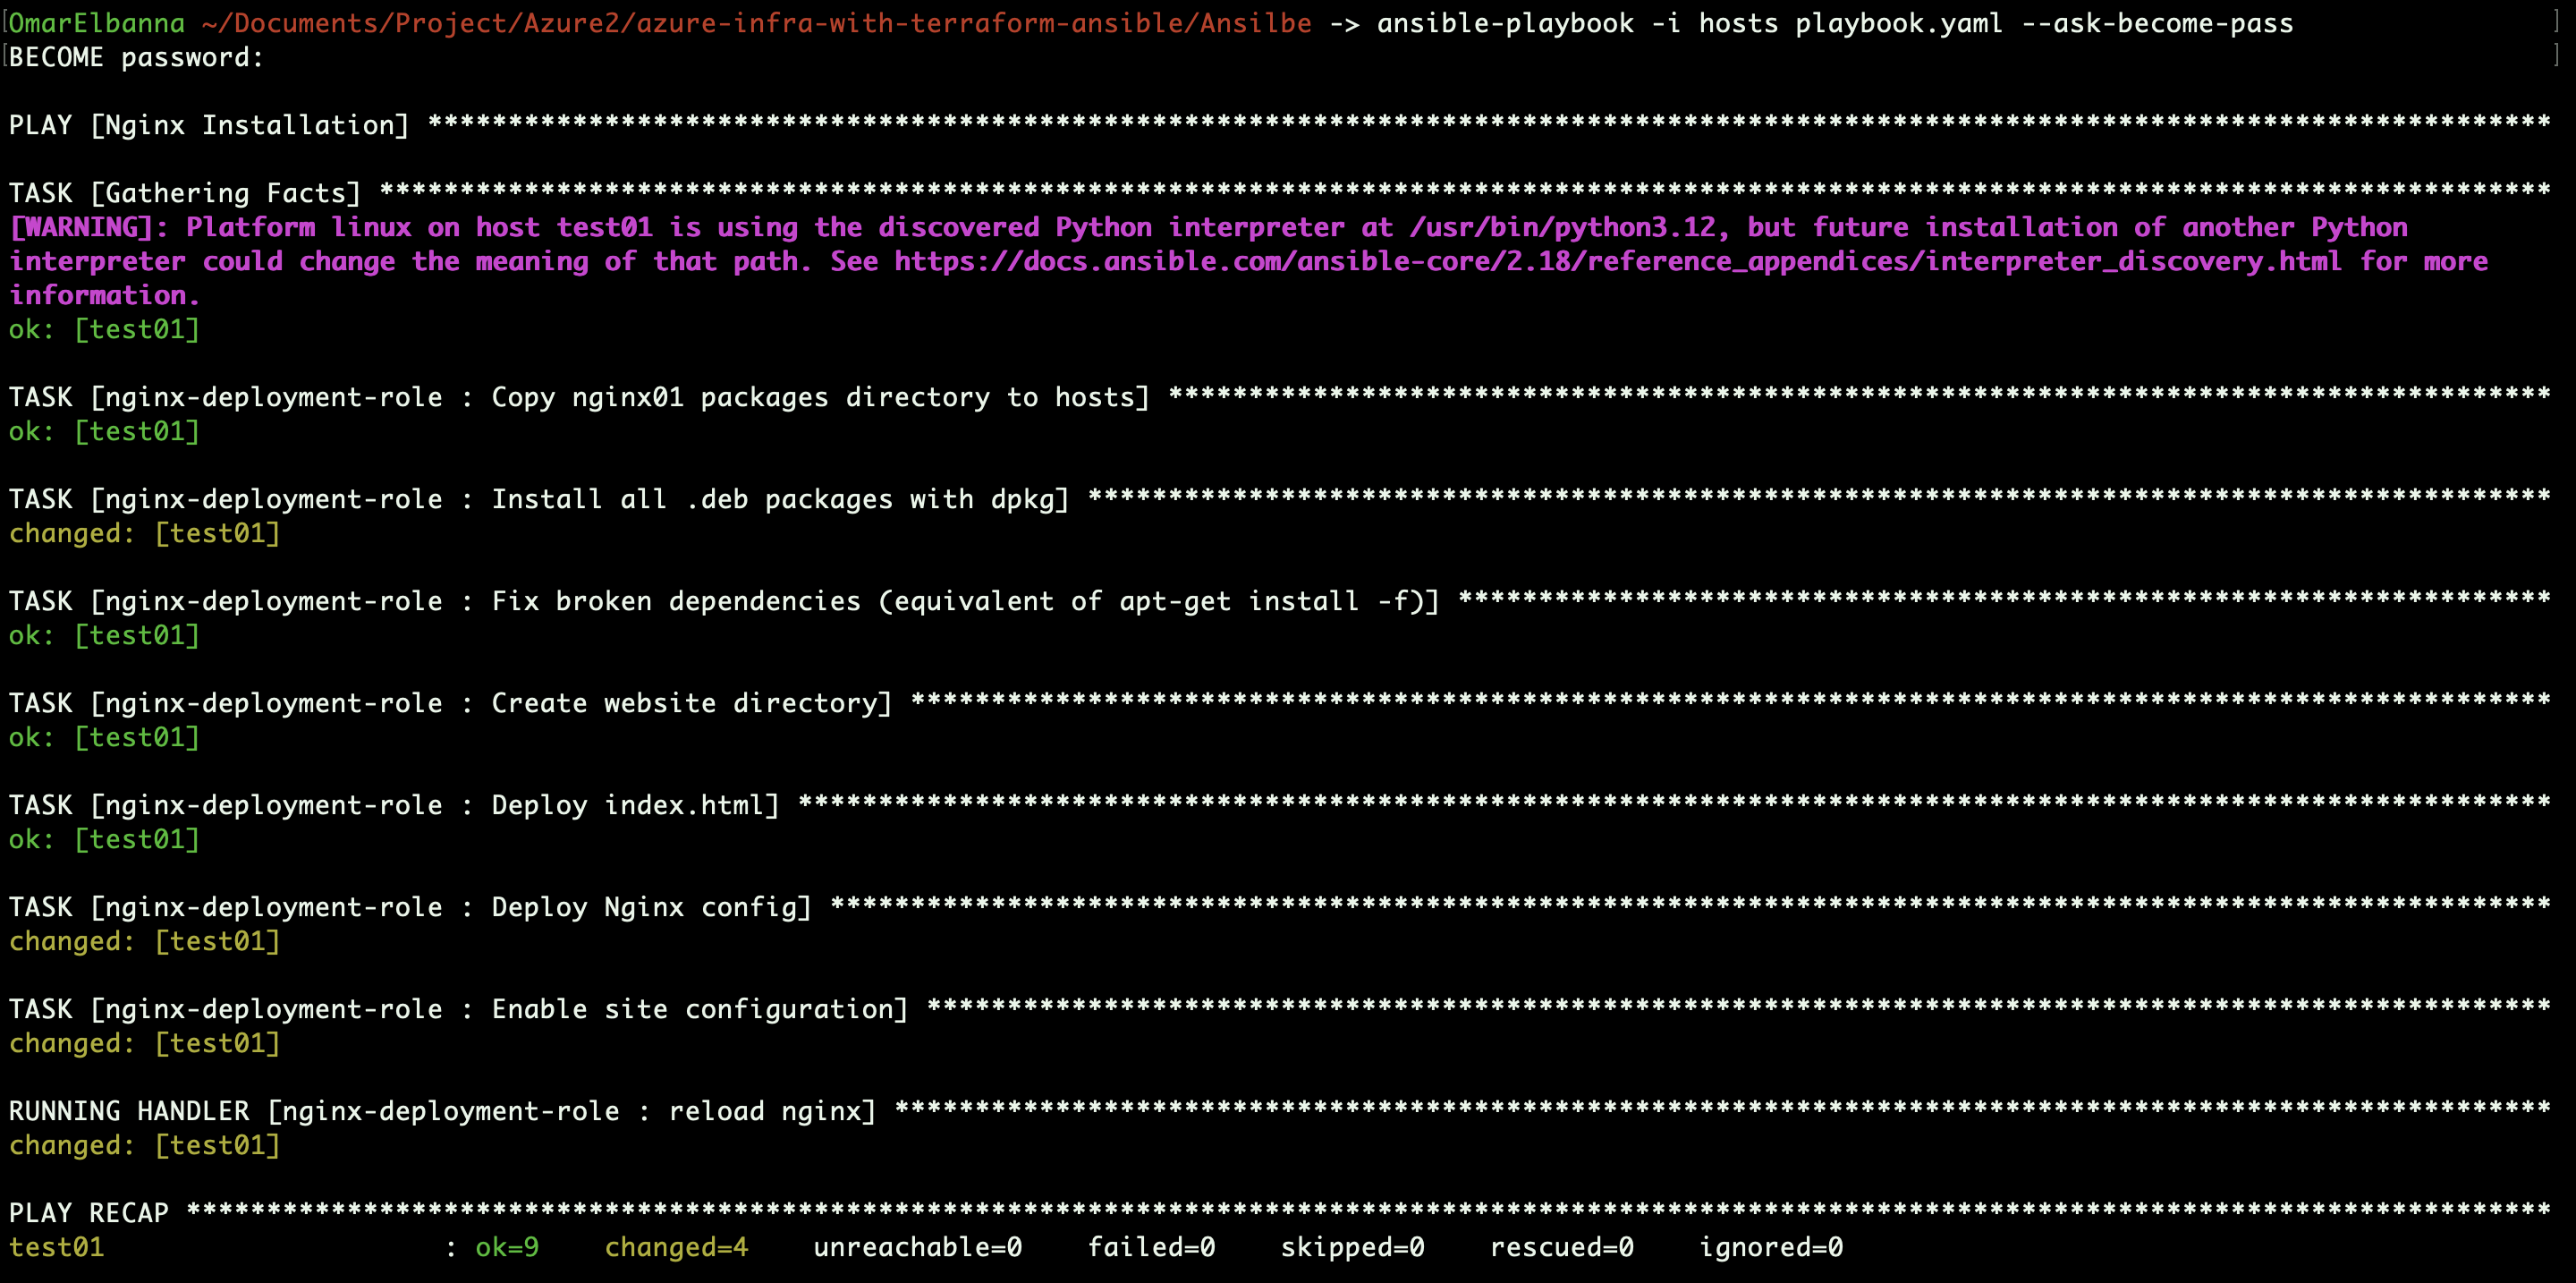 OmarElbanna ~/Documents/Project/Azure2/azure-infra-with-terraform-ansible/Ansilbe -> ansible-playbook -i hosts playbook.yaml --ask-become-pass
BECOME password:
PLAY [Nginx Installation] ************************************************************************************************************************************
TASK [Gathering Facts] ***************************************************************************************************************************************
[WARNING]: Platform linux on host test01 is using the discovered Python interpreter at /usr/bin/python3.12, but future installation of another Python
interpreter could change the meaning of that path. See https://docs.ansible.com/ansible-core/2.18/reference_appendices/interpreter_discovery.html for more
information.
ok: [test01]
TASK [nginx-deployment-role : Copy nginx01 packages directory to hosts] **************************************************************************************
ok: [test01]
TASK [nginx-deployment-role : Install all .deb packages with dpkg] *******************************************************************************************
changed: [test01]
TASK [nginx-deployment-role : Fix broken dependencies (equivalent of apt-get install -f)] ********************************************************************
ok: [test01]
TASK [nginx-deployment-role : Create website directory] ******************************************************************************************************
ok: [test01]
TASK [nginx-deployment-role : Deploy index.html] *************************************************************************************************************
ok: [test01]
TASK [nginx-deployment-role : Deploy Nginx config] ***********************************************************************************************************
changed: [test01]
TASK [nginx-deployment-role : Enable site configuration] *****************************************************************************************************
changed: [test01]
RUNNING HANDLER [nginx-deployment-role : reload nginx] *******************************************************************************************************
changed: [test01]
PLAY RECAP ***************************************************************************************************************************************************
test01                     : ok=9    changed=4    unreachable=0    failed=0    skipped=0    rescued=0    ignored=0